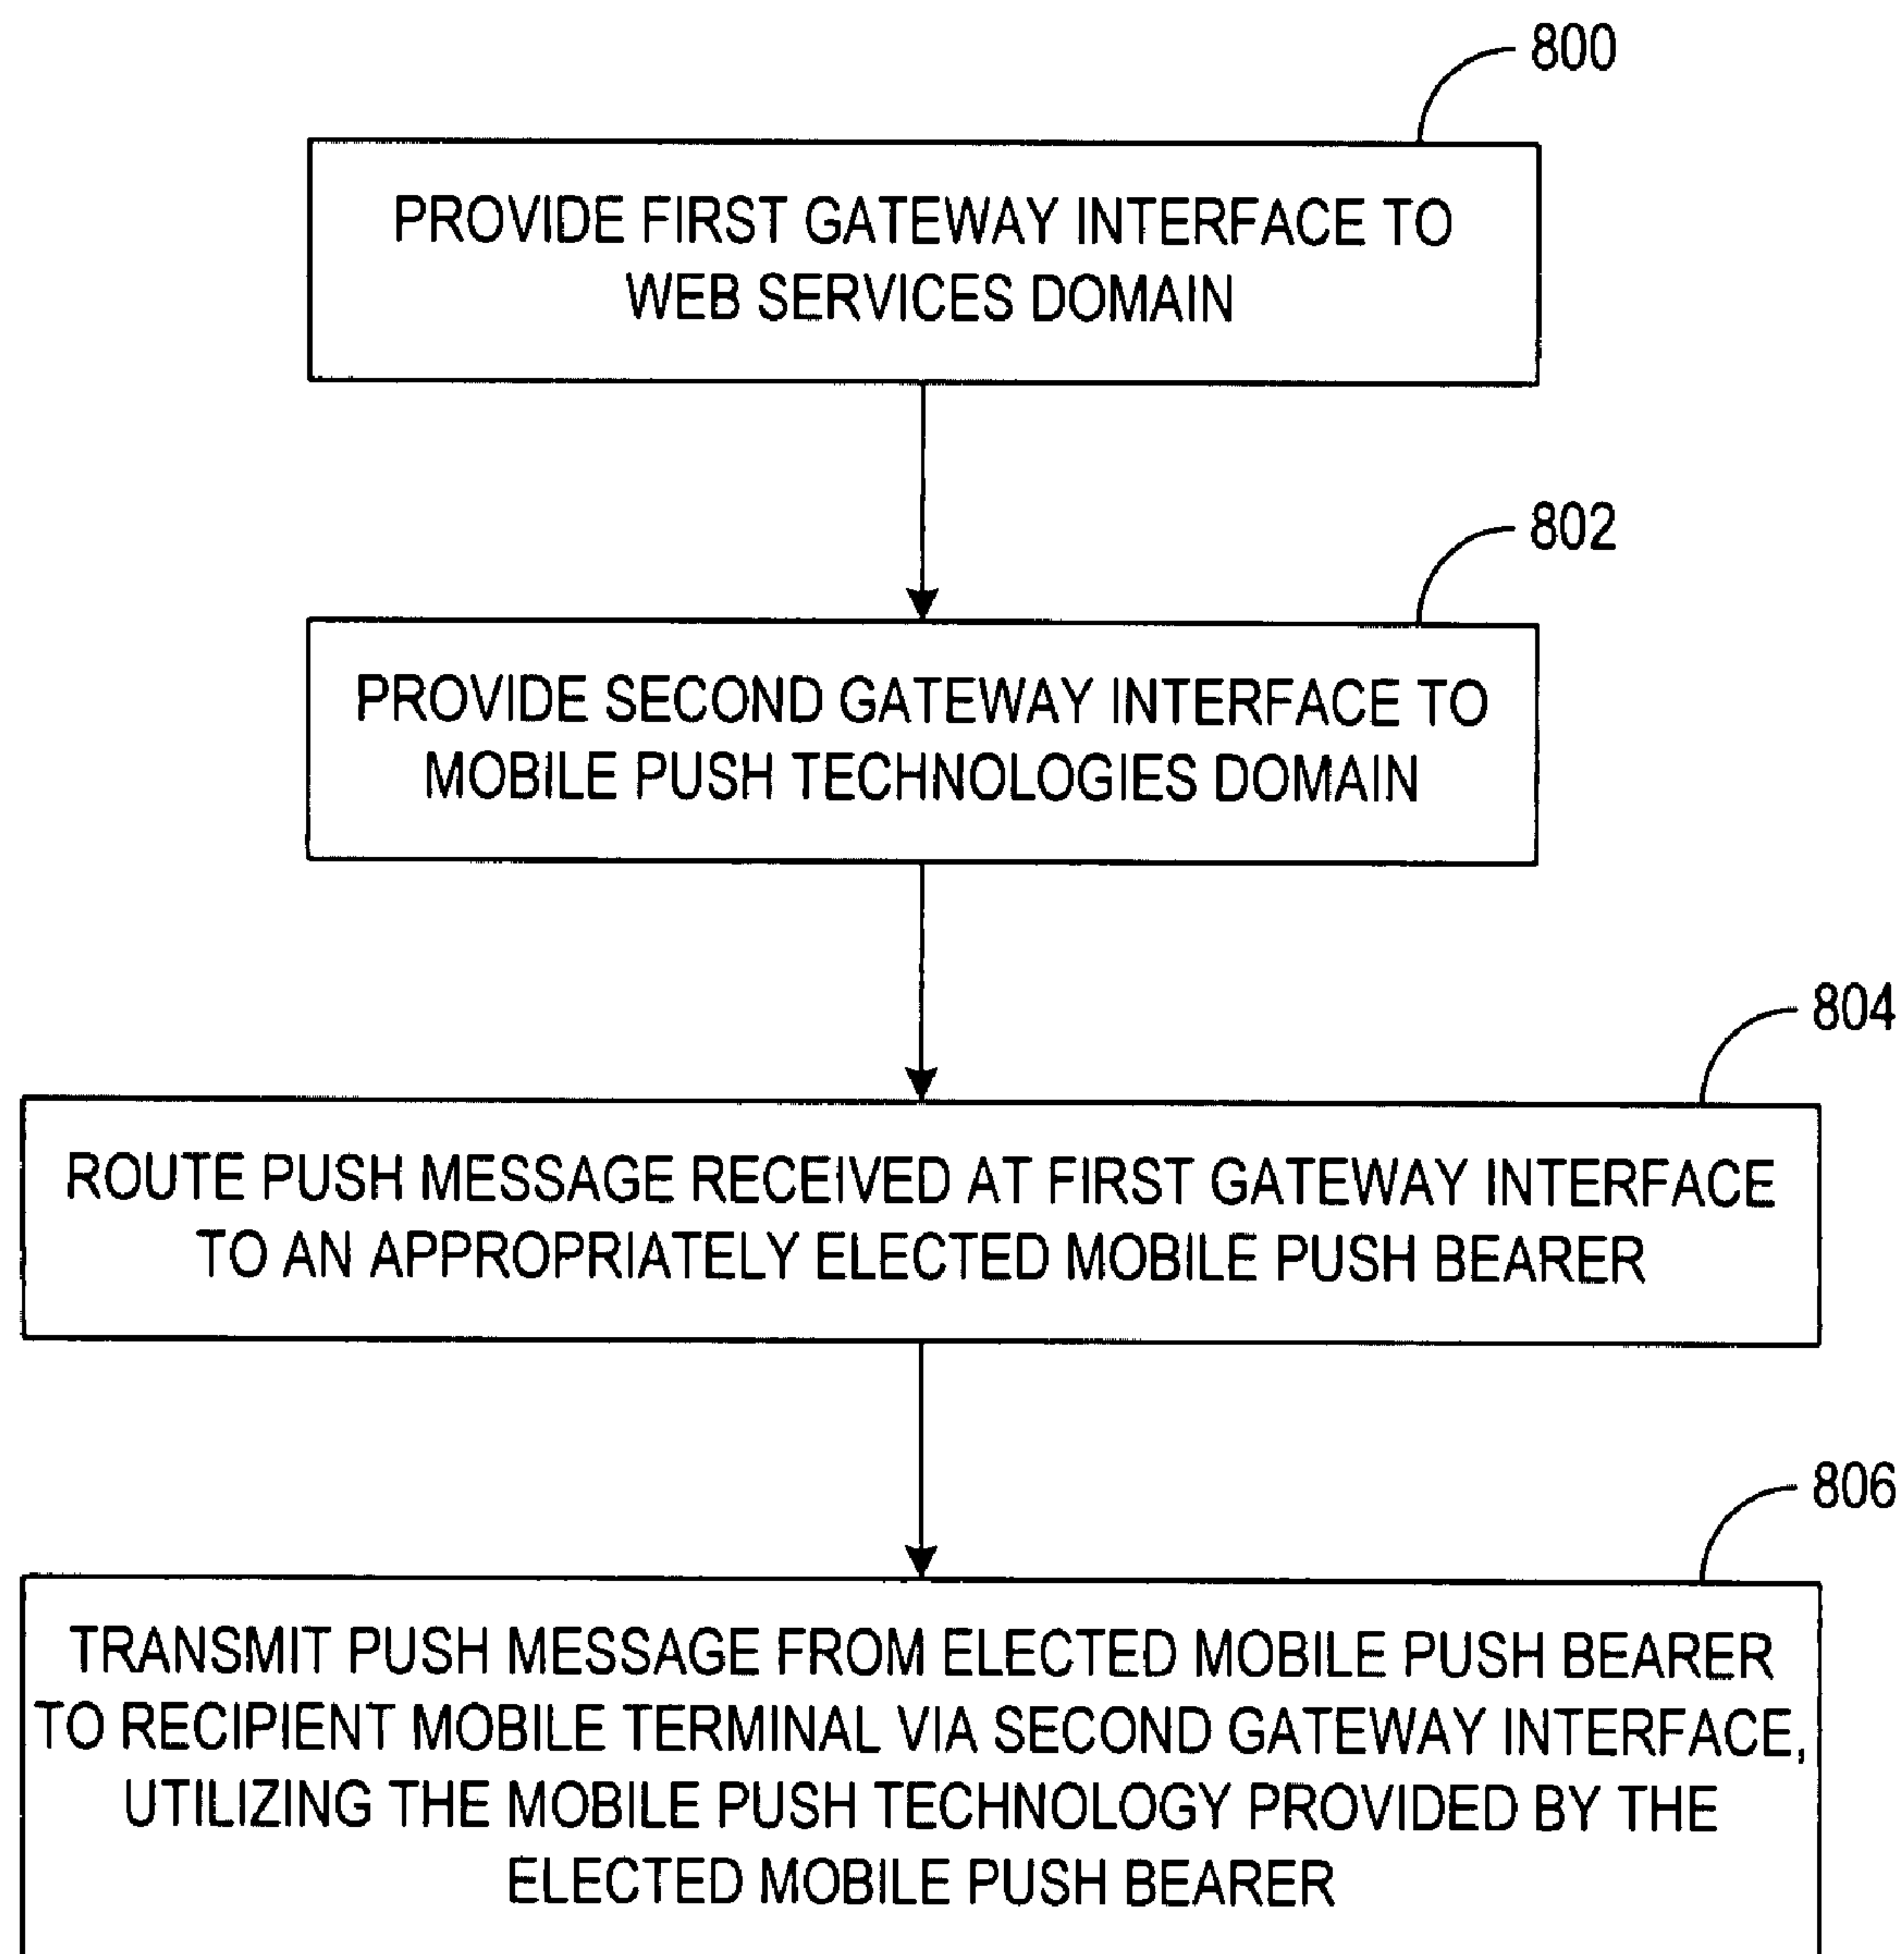 800
PROVIDE FIRST GATEWAY INTERFACE TO
WEB SERVICES DOMAIN
802
PROVIDE SECOND GATEWAY INTERFACE TO
MOBILE PUSH TECHNOLOGIES DOMAIN
804
ROUTE PUSH MESSAGE RECEIVED AT FIRST GATEWAY INTERFACE
TO AN APPROPRIATELY ELECTED MOBILE PUSH BEARER
806
TRANSMIT PUSH MESSAGE FROM ELECTED MOBILE PUSH BEARER
TO RECIPIENT MOBILE TERMINAL VIA SECOND GATEWAY INTERFACE,
UTILIZING THE MOBILE PUSH TECHNOLOGY PROVIDED BY THE
ELECTED MOBILE PUSH BEARER